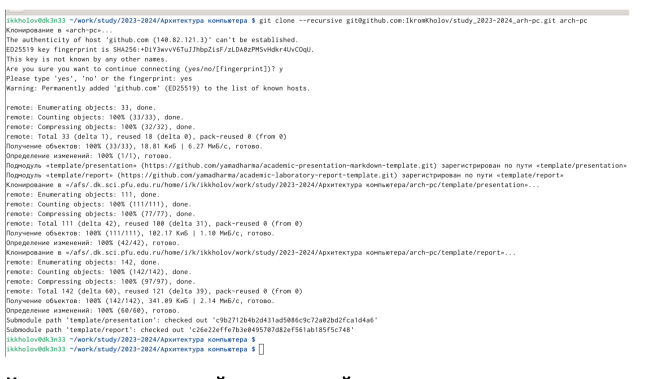 ikkholov@dk3n33 ~/work/study/2023-2024/Архитектура компьютера $ git clone --recursive git@github.com:IkromKholov/study_2023-2024_arh-pc.git arch-pc
Клонирование в «arch-pc»...
The authenticity of host 'github.com (140.82.121.3)' can't be established.
ED25519 key fingerprint is SHA256:+DiY3wvvV6TuJJhbpZisF/zLDA0zPMSvHdkr4UvCOqU.
This key is not known by any other names.
Are you sure you want to continue connecting (yes/no/[fingerprint])? y
Please type 'yes', 'no' or the fingerprint: yes
Warning: Permanently added 'github.com' (ED25519) to the list of known hosts.
remote: Enumerating objects: 33, done.
remote: Counting objects: 100% (33/33), done.
remote: Compressing objects: 100% (32/32), done.
remote: Total 33 (delta 1), reused 18 (delta 0), pack-reused 0 (from 0)
Получение объектов: 100% (33/33), 18.81 КиБ | 6.27 МиБ/с, готово.
Определение изменений: 100% (1/1), готово.
Подмодуль «template/presentation» (https://github.com/yamadharma/academic-presentation-markdown-template.git) зарегистрирован по пути «template/presentation»
Подмодуль «template/report» (https://github.com/yamadharma/academic-laboratory-report-template.git) зарегистрирован по пути «template/report»
Клонирование в «/afs/.dk.sci.pfu.edu.ru/home/i/k/ikkholov/work/study/2023-2024/Архитектура компьютера/arch-pc/template/presentation»...
remote: Enumerating objects: 111, done.
remote: Counting objects: 100% (111/111), done.
remote: Compressing objects: 100% (77/77), done.
remote: Total 111 (delta 42), reused 100 (delta 31), pack-reused 0 (from 0)
Получение объектов: 100% (111/111), 102.17 КиБ | 1.10 МиБ/с, готово.
Определение изменений: 100% (42/42), готово.
Клонирование в «/afs/.dk.sci.pfu.edu.ru/home/i/k/ikkholov/work/study/2023-2024/Архитектура компьютера/arch-pc/template/report»...
remote: Enumerating objects: 142, done.
remote: Counting objects: 100% (142/142), done.
remote: Compressing objects: 100% (97/97), done.
remote: Total 142 (delta 60), reused 121 (delta 39), pack-reused 0 (from 0)
Получение объектов: 100% (142/142), 341.09 КиБ | 2.14 МиБ/с, готово.
Определение изменений: 100% (60/60), готово.
Submodule path 'template/presentation': checked out 'c9b2712b4b2d431ad5086c9c72a02bd2fca1d4a6'
Submodule path 'template/report': checked out 'c26e22effe7b3e0495707d82ef561ab185f5c748'
ikkholov@dk3n33 ~/work/study/2023-2024/Архитектура компьютера $
ikkholov@dk3n33 ~/work/study/2023-2024/Архитектура компьютера $